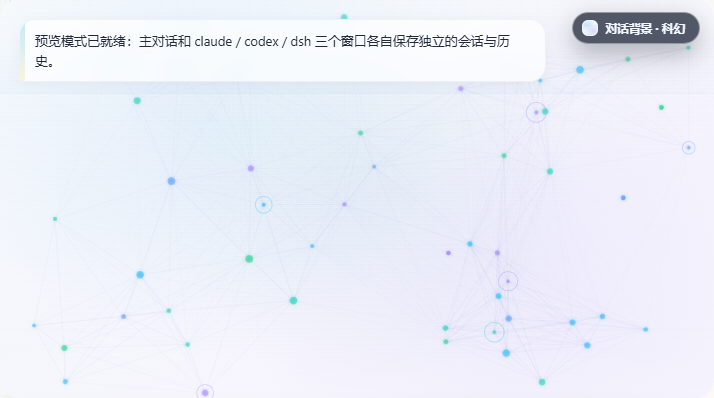 预览模式已就绪：主对话和 claude / codex / dsh 三个窗口各自保存独立的会话与历
史。
对话背景 · 科幻